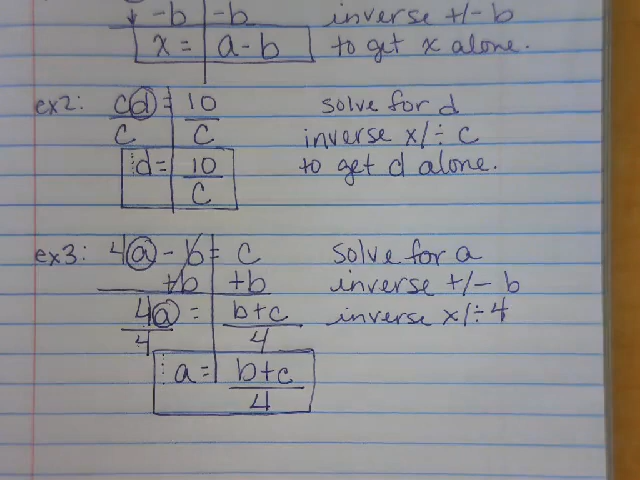 -b | -b inverse +/- b
x = | a - b to get x alone.
ex2: cd = 10 solve for d
c c inverse x/÷ c
d = 10 to get d alone.
c
ex3: 4a - b = c solve for a
+b +b inverse +/- b
4a = b+c inverse x/÷ 4
4 4
a = b+c
4